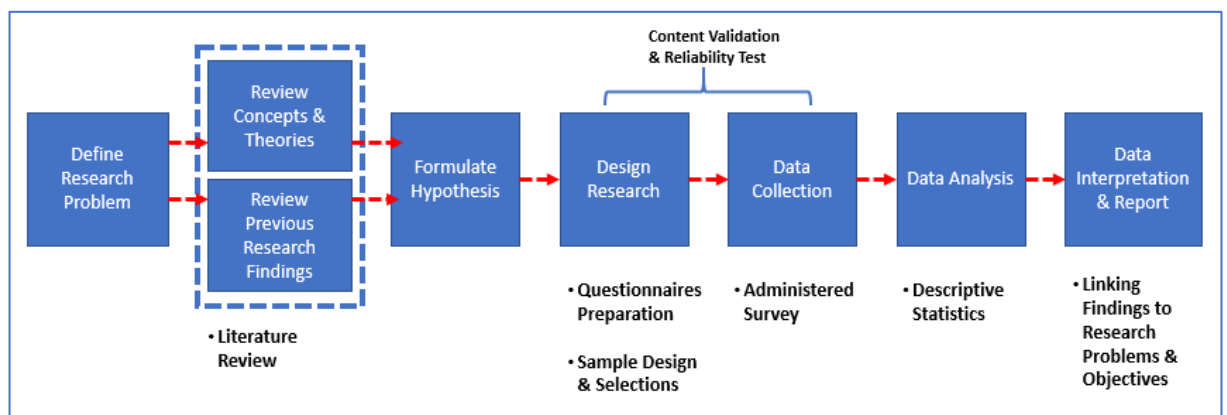 Content Validation
& Reliability Test
Define
Research
Problem
Review
Concepts &
Theories
Review
Previous
Research
Findings
• Literature
Review
Formulate
Hypothesis
Design
Research
• Questionnaires
Preparation
• Sample Design
& Selections
Data
Collection
• Administered
Survey
Data Analysis
• Descriptive
Statistics
Data
Interpretation
& Report
• Linking
Findings to
Research
Problems &
Objectives